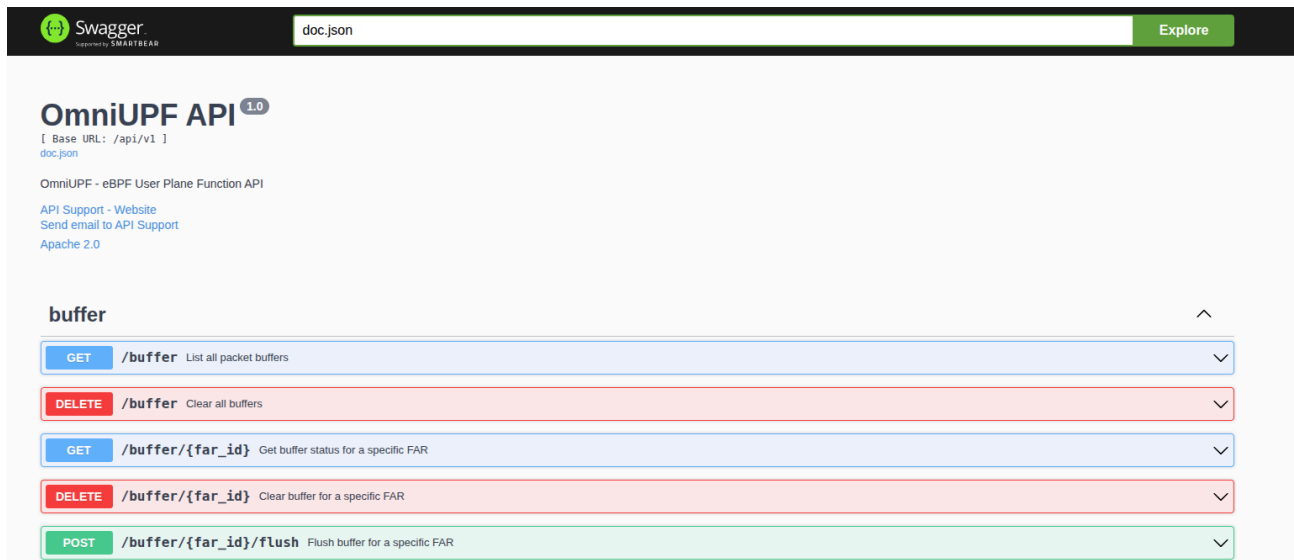 Swagger.
Supported by SMARTBEAR
doc.json
Explore
OmniUPF API 1.0
[ Base URL: /api/v1 ]
doc.json
OmniUPF - eBPF User Plane Function API
API Support - Website
Send email to API Support
Apache 2.0
buffer
GET /buffer List all packet buffers
DELETE /buffer Clear all buffers
GET /buffer/{far_id} Get buffer status for a specific FAR
DELETE /buffer/{far_id} Clear buffer for a specific FAR
POST /buffer/{far_id}/flush Flush buffer for a specific FAR